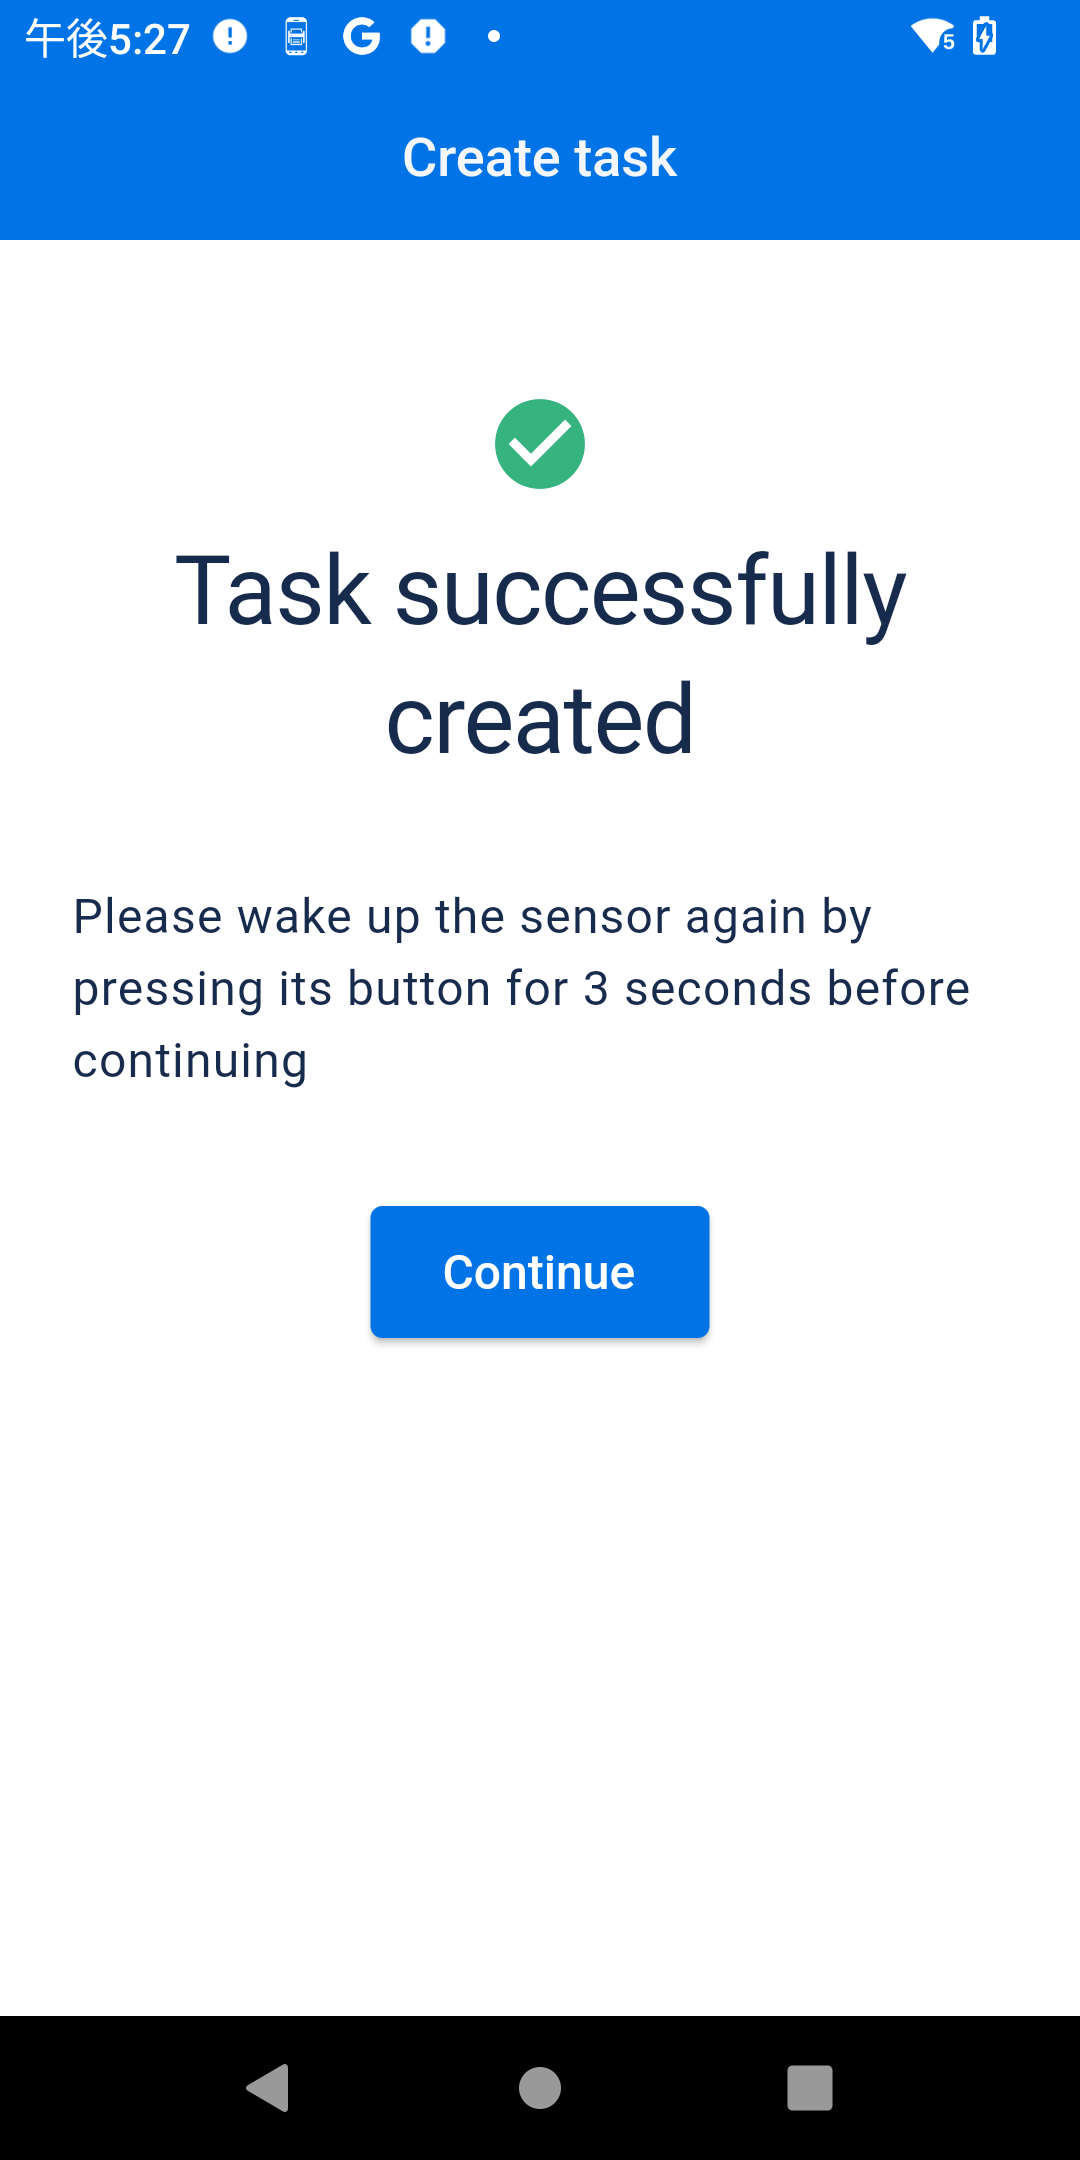 午後5:27
Create task
Task successfully
created
Please wake up the sensor again by
pressing its button for 3 seconds before
continuing
Continue